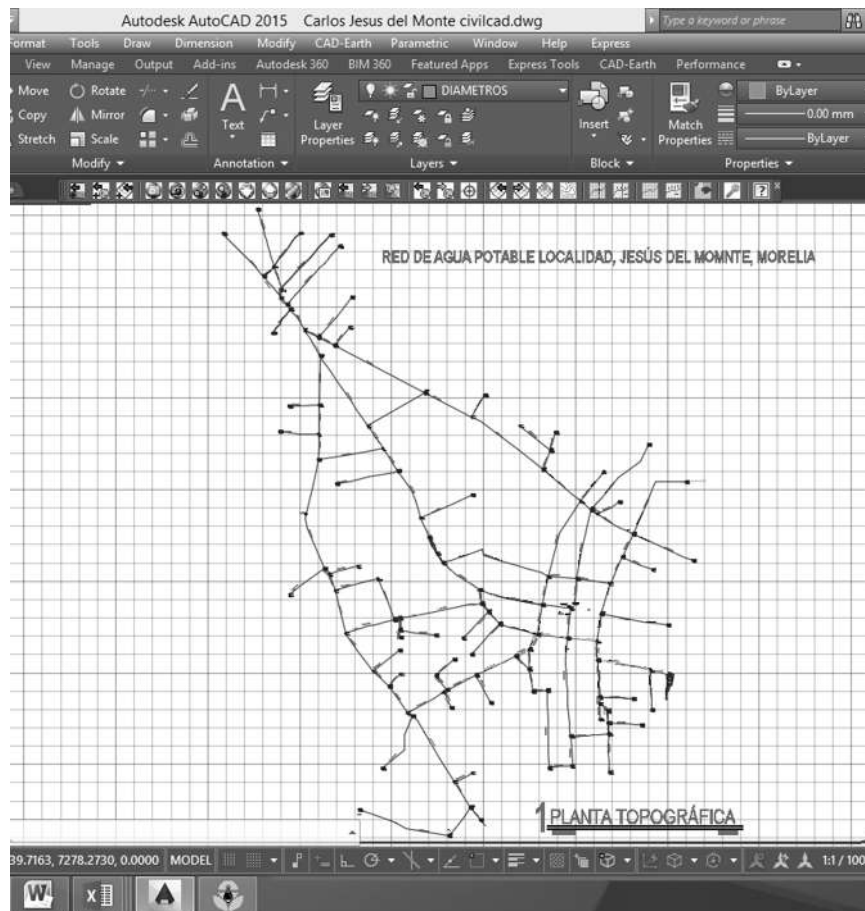 Autodesk AutoCAD 2015 Carlos Jesus del Monte civilcad.dwg
Type a keyword or phrase
ormat Tools Draw Dimension Modify CAD-Earth Parametric Window Help Express
View Manage Output Add-ins Autodesk 360 BIM 360 Featured Apps Express Tools CAD-Earth Performance
Move Rotate
Copy Mirror
Stretch Scale
Modify
Text
Annotation
Layer Properties
DIAMETROS
Layers
Insert
Block
Match Properties
ByLayer
0.00 mm
ByLayer
Properties
RED DE AGUA POTABLE LOCALIDAD, JESÚS DEL MOMNTE, MORELIA
1 PLANTA TOPOGRÁFICA
39.7163, 7278.2730, 0.0000 MODEL
1:1 / 100